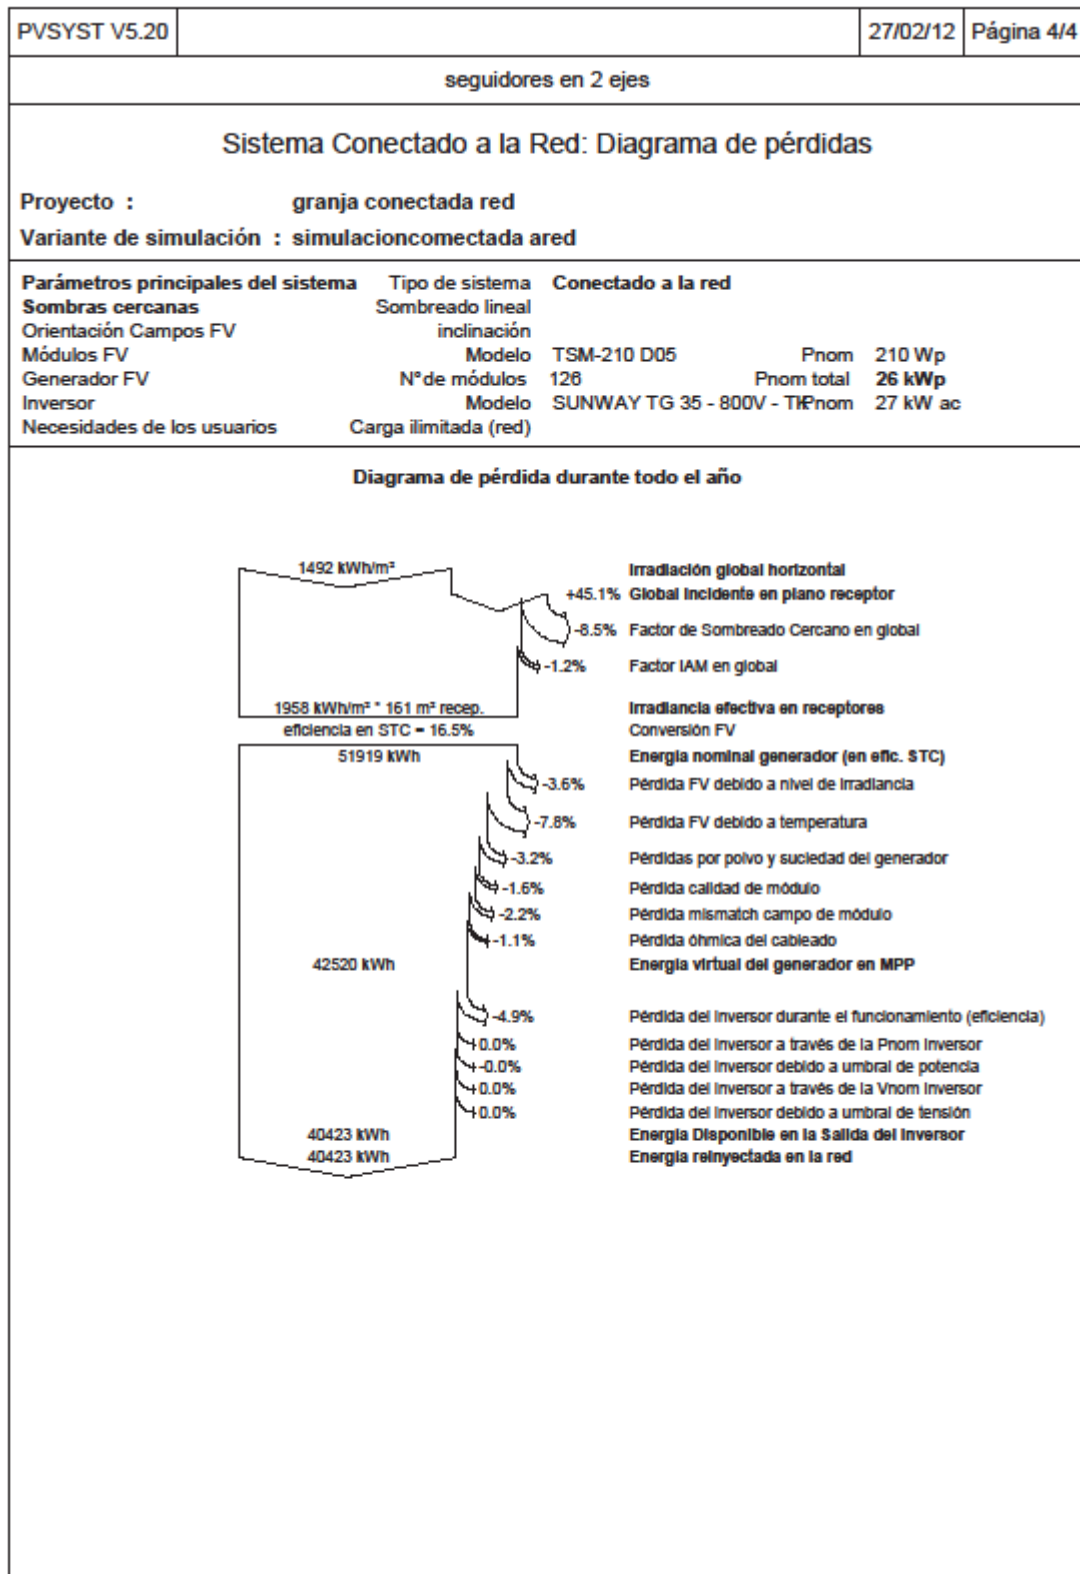 PVSYST V5.20 27/02/12 Página 4/4
seguidores en 2 ejes
Sistema Conectado a la Red: Diagrama de pérdidas
Proyecto : granja conectada red
Variante de simulación : simulacioncomectada ared
Parámetros principales del sistema Tipo de sistema Conectado a la red
Sombras cercanas Sombreado lineal
Orientación Campos FV inclinación
Módulos FV Modelo TSM-210 D05 Pnom 210 Wp
Generador FV N° de módulos 126 Pnom total 26 kWp
Inversor Modelo SUNWAY TG 35 - 800V - TK Pnom 27 kW ac
Necesidades de los usuarios Carga ilimitada (red)
Diagrama de pérdida durante todo el año
1492 kWh/m² Irradiación global horizontal
+45.1% Global incidente en plano receptor
-8.5% Factor de Sombreado Cercano en global
-1.2% Factor IAM en global
1958 kWh/m² * 161 m² recep. Irradiancia efectiva en receptores
eficiencia en STC = 16.5% Conversión FV
51919 kWh Energía nominal generador (en efic. STC)
-3.6% Pérdida FV debido a nivel de irradiancia
-7.8% Pérdida FV debido a temperatura
-3.2% Pérdidas por polvo y suciedad del generador
-1.6% Pérdida calidad de módulo
-2.2% Pérdida mismatch campo de módulo
-1.1% Pérdida óhmica del cableado
42520 kWh Energía virtual del generador en MPP
-4.9% Pérdida del inversor durante el funcionamiento (eficiencia)
0.0% Pérdida del inversor a través de la Pnom inversor
-0.0% Pérdida del inversor debido a umbral de potencia
0.0% Pérdida del inversor a través de la Vnom inversor
0.0% Pérdida del inversor debido a umbral de tensión
40423 kWh Energía Disponible en la Salida del Inversor
40423 kWh Energía reinyectada en la red